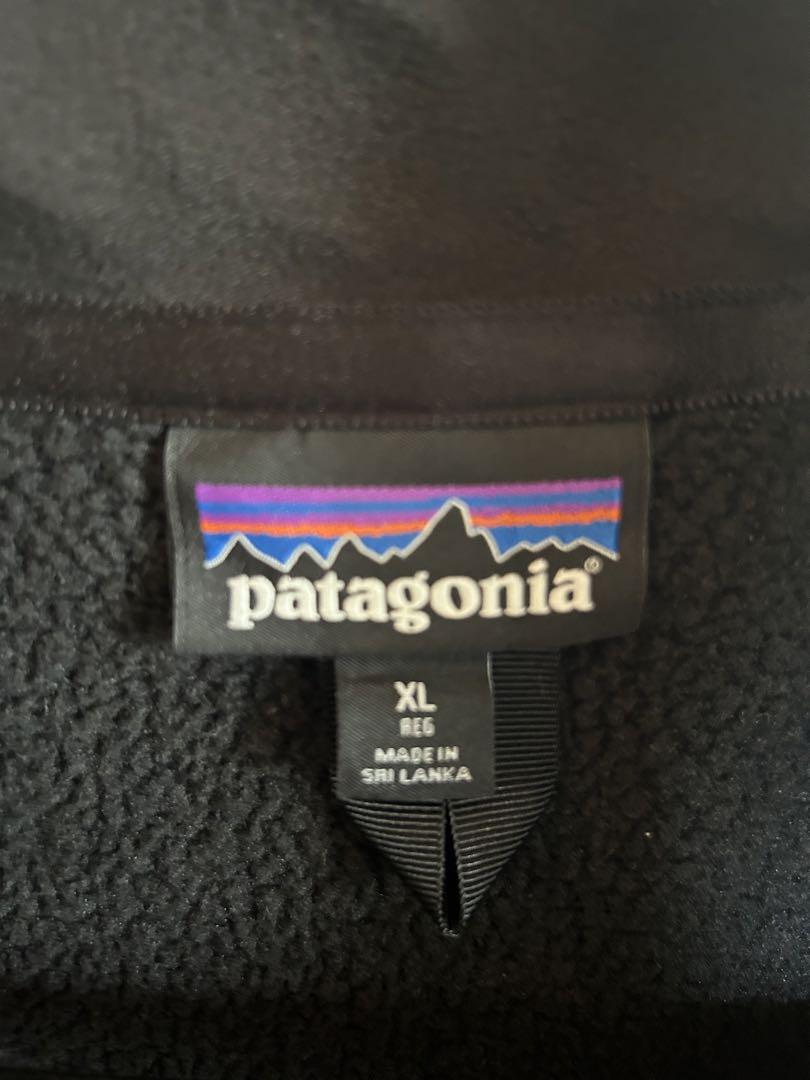 patagonia®
XL
REG
MADE IN
SRI LANKA